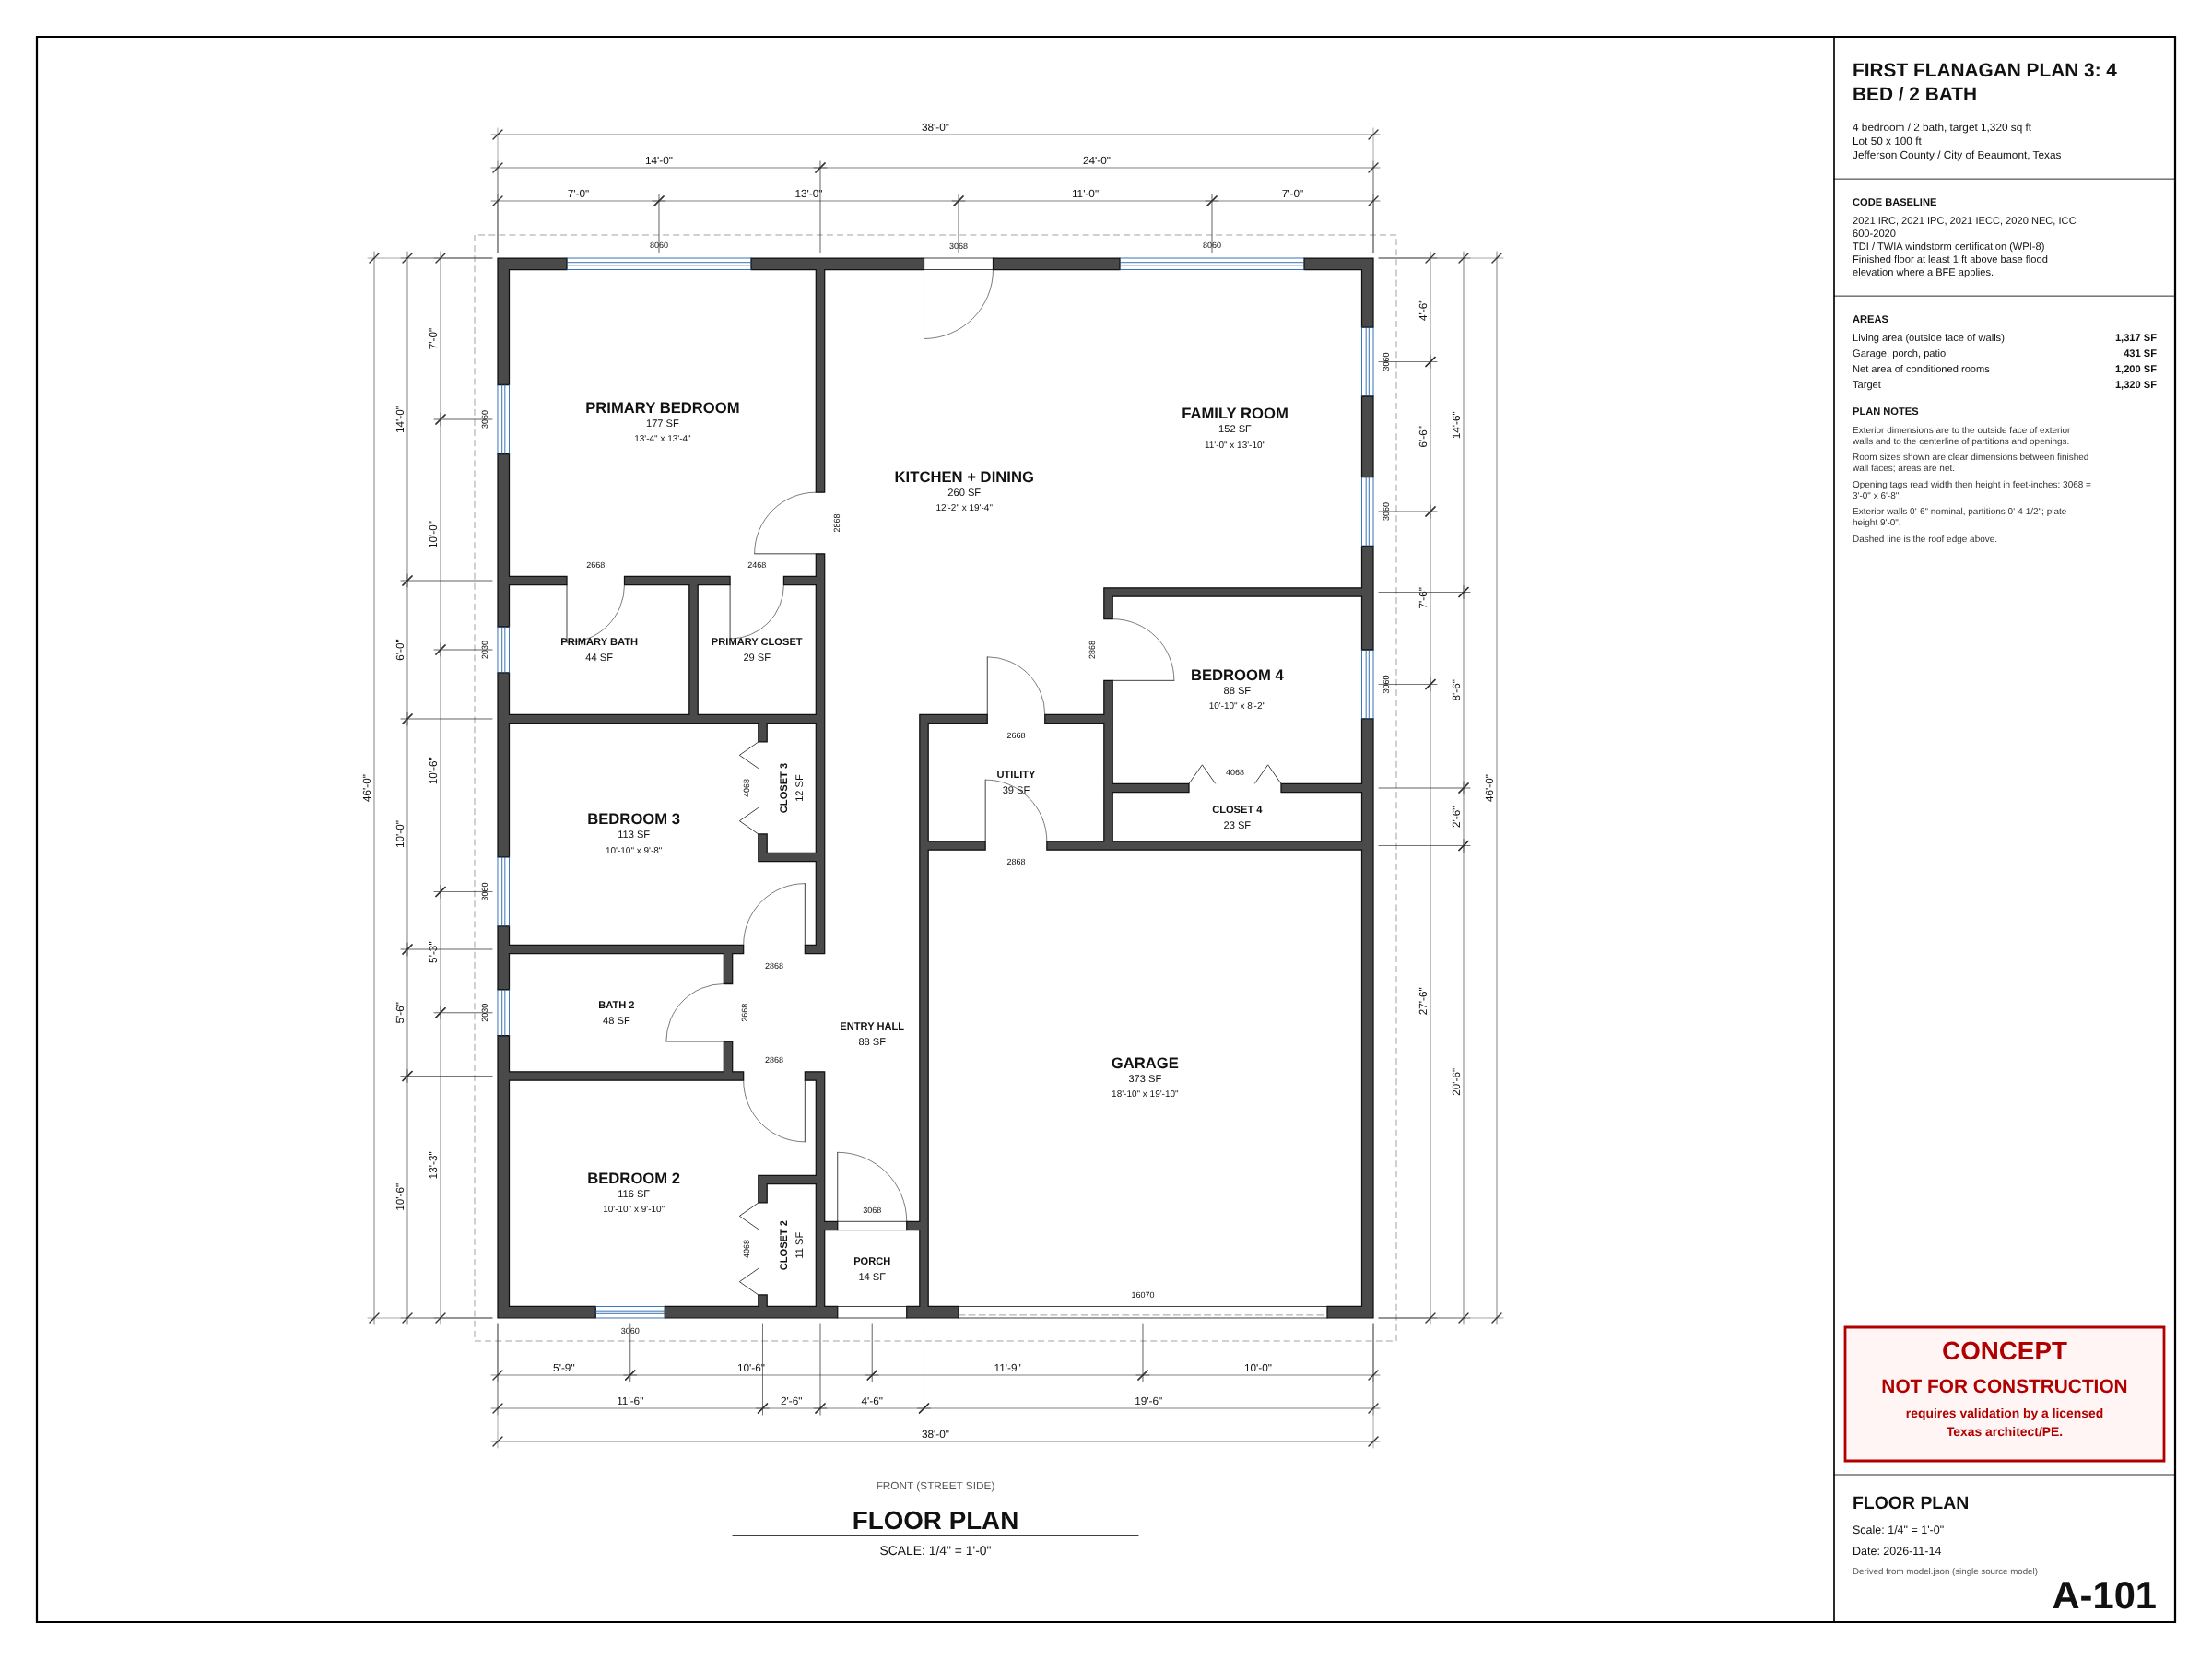 38'-0"
14'-0"
24'-0"
7'-0"
13'-0"
11'-0"
7'-0"
8060
3068
8060
46'-0"
14'-0"
6'-0"
10'-0"
5'-6"
10'-6"
7'-0"
10'-0"
10'-6"
5'-3"
13'-3"
3060
2030
3060
2030
PRIMARY BEDROOM
177 SF
13'-4" x 13'-4"
FAMILY ROOM
152 SF
11'-0" x 13'-10"
KITCHEN + DINING
260 SF
12'-2" x 19'-4"
2868
2668
2468
PRIMARY BATH
44 SF
PRIMARY CLOSET
29 SF
2868
BEDROOM 4
88 SF
10'-10" x 8'-2"
2668
4068
UTILITY
39 SF
CLOSET 4
23 SF
2868
CLOSET 3
12 SF
4068
BEDROOM 3
113 SF
10'-10" x 9'-8"
2868
BATH 2
48 SF
2668
ENTRY HALL
88 SF
2868
GARAGE
373 SF
18'-10" x 19'-10"
BEDROOM 2
116 SF
10'-10" x 9'-10"
CLOSET 2
11 SF
4068
3068
PORCH
14 SF
16070
3060
3060
3060
3060
4'-6"
6'-6"
7'-6"
27'-6"
14'-6"
8'-6"
2'-6"
20'-6"
46'-0"
5'-9"
10'-6"
11'-9"
10'-0"
11'-6"
2'-6"
4'-6"
19'-6"
38'-0"
FRONT (STREET SIDE)
FLOOR PLAN
SCALE: 1/4" = 1'-0"
FIRST FLANAGAN PLAN 3: 4
BED / 2 BATH
4 bedroom / 2 bath, target 1,320 sq ft
Lot 50 x 100 ft
Jefferson County / City of Beaumont, Texas
CODE BASELINE
2021 IRC, 2021 IPC, 2021 IECC, 2020 NEC, ICC
600-2020
TDI / TWIA windstorm certification (WPI-8)
Finished floor at least 1 ft above base flood
elevation where a BFE applies.
AREAS
Living area (outside face of walls) 1,317 SF
Garage, porch, patio 431 SF
Net area of conditioned rooms 1,200 SF
Target 1,320 SF
PLAN NOTES
Exterior dimensions are to the outside face of exterior
walls and to the centerline of partitions and openings.
Room sizes shown are clear dimensions between finished
wall faces; areas are net.
Opening tags read width then height in feet-inches: 3068 =
3'-0" x 6'-8".
Exterior walls 0'-6" nominal, partitions 0'-4 1/2"; plate
height 9'-0".
Dashed line is the roof edge above.
CONCEPT
NOT FOR CONSTRUCTION
requires validation by a licensed
Texas architect/PE.
FLOOR PLAN
Scale: 1/4" = 1'-0"
Date: 2026-11-14
Derived from model.json (single source model)
A-101